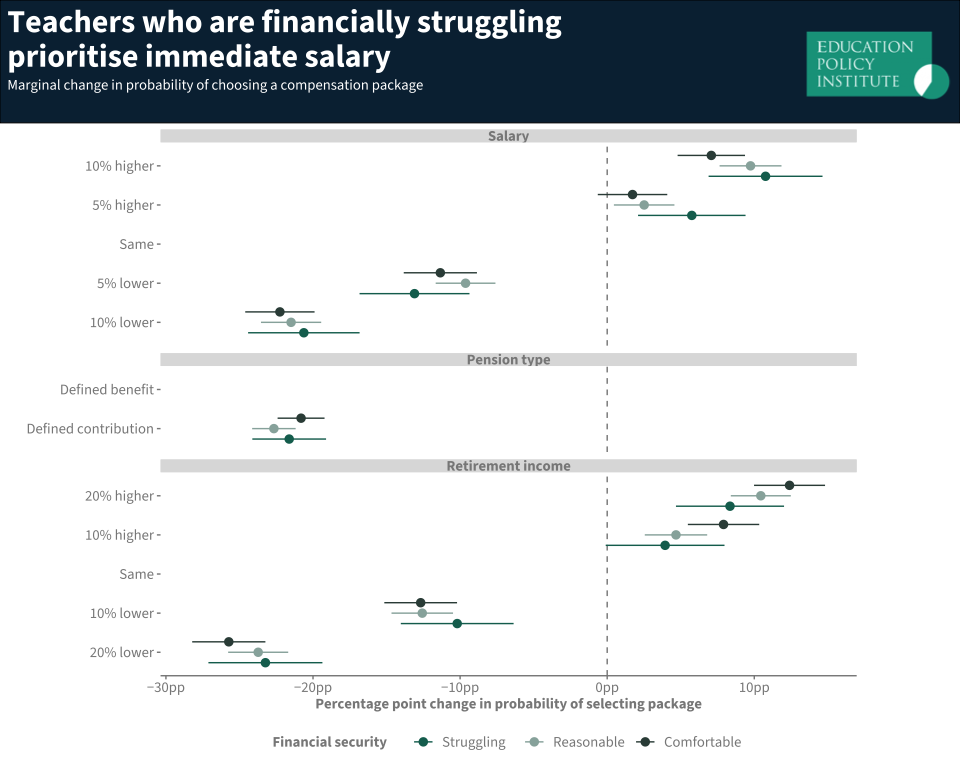 Teachers who are financially struggling
prioritise immediate salary
Marginal change in probability of choosing a compensation package
EDUCATION
POLICY
INSTITUTE
Salary
10% higher
5% higher
Same
5% lower
10% lower
Pension type
Defined benefit
Defined contribution
Retirement income
20% higher
10% higher
Same
10% lower
20% lower
−30pp −20pp −10pp 0pp 10pp
Percentage point change in probability of selecting package
Financial security Struggling Reasonable Comfortable